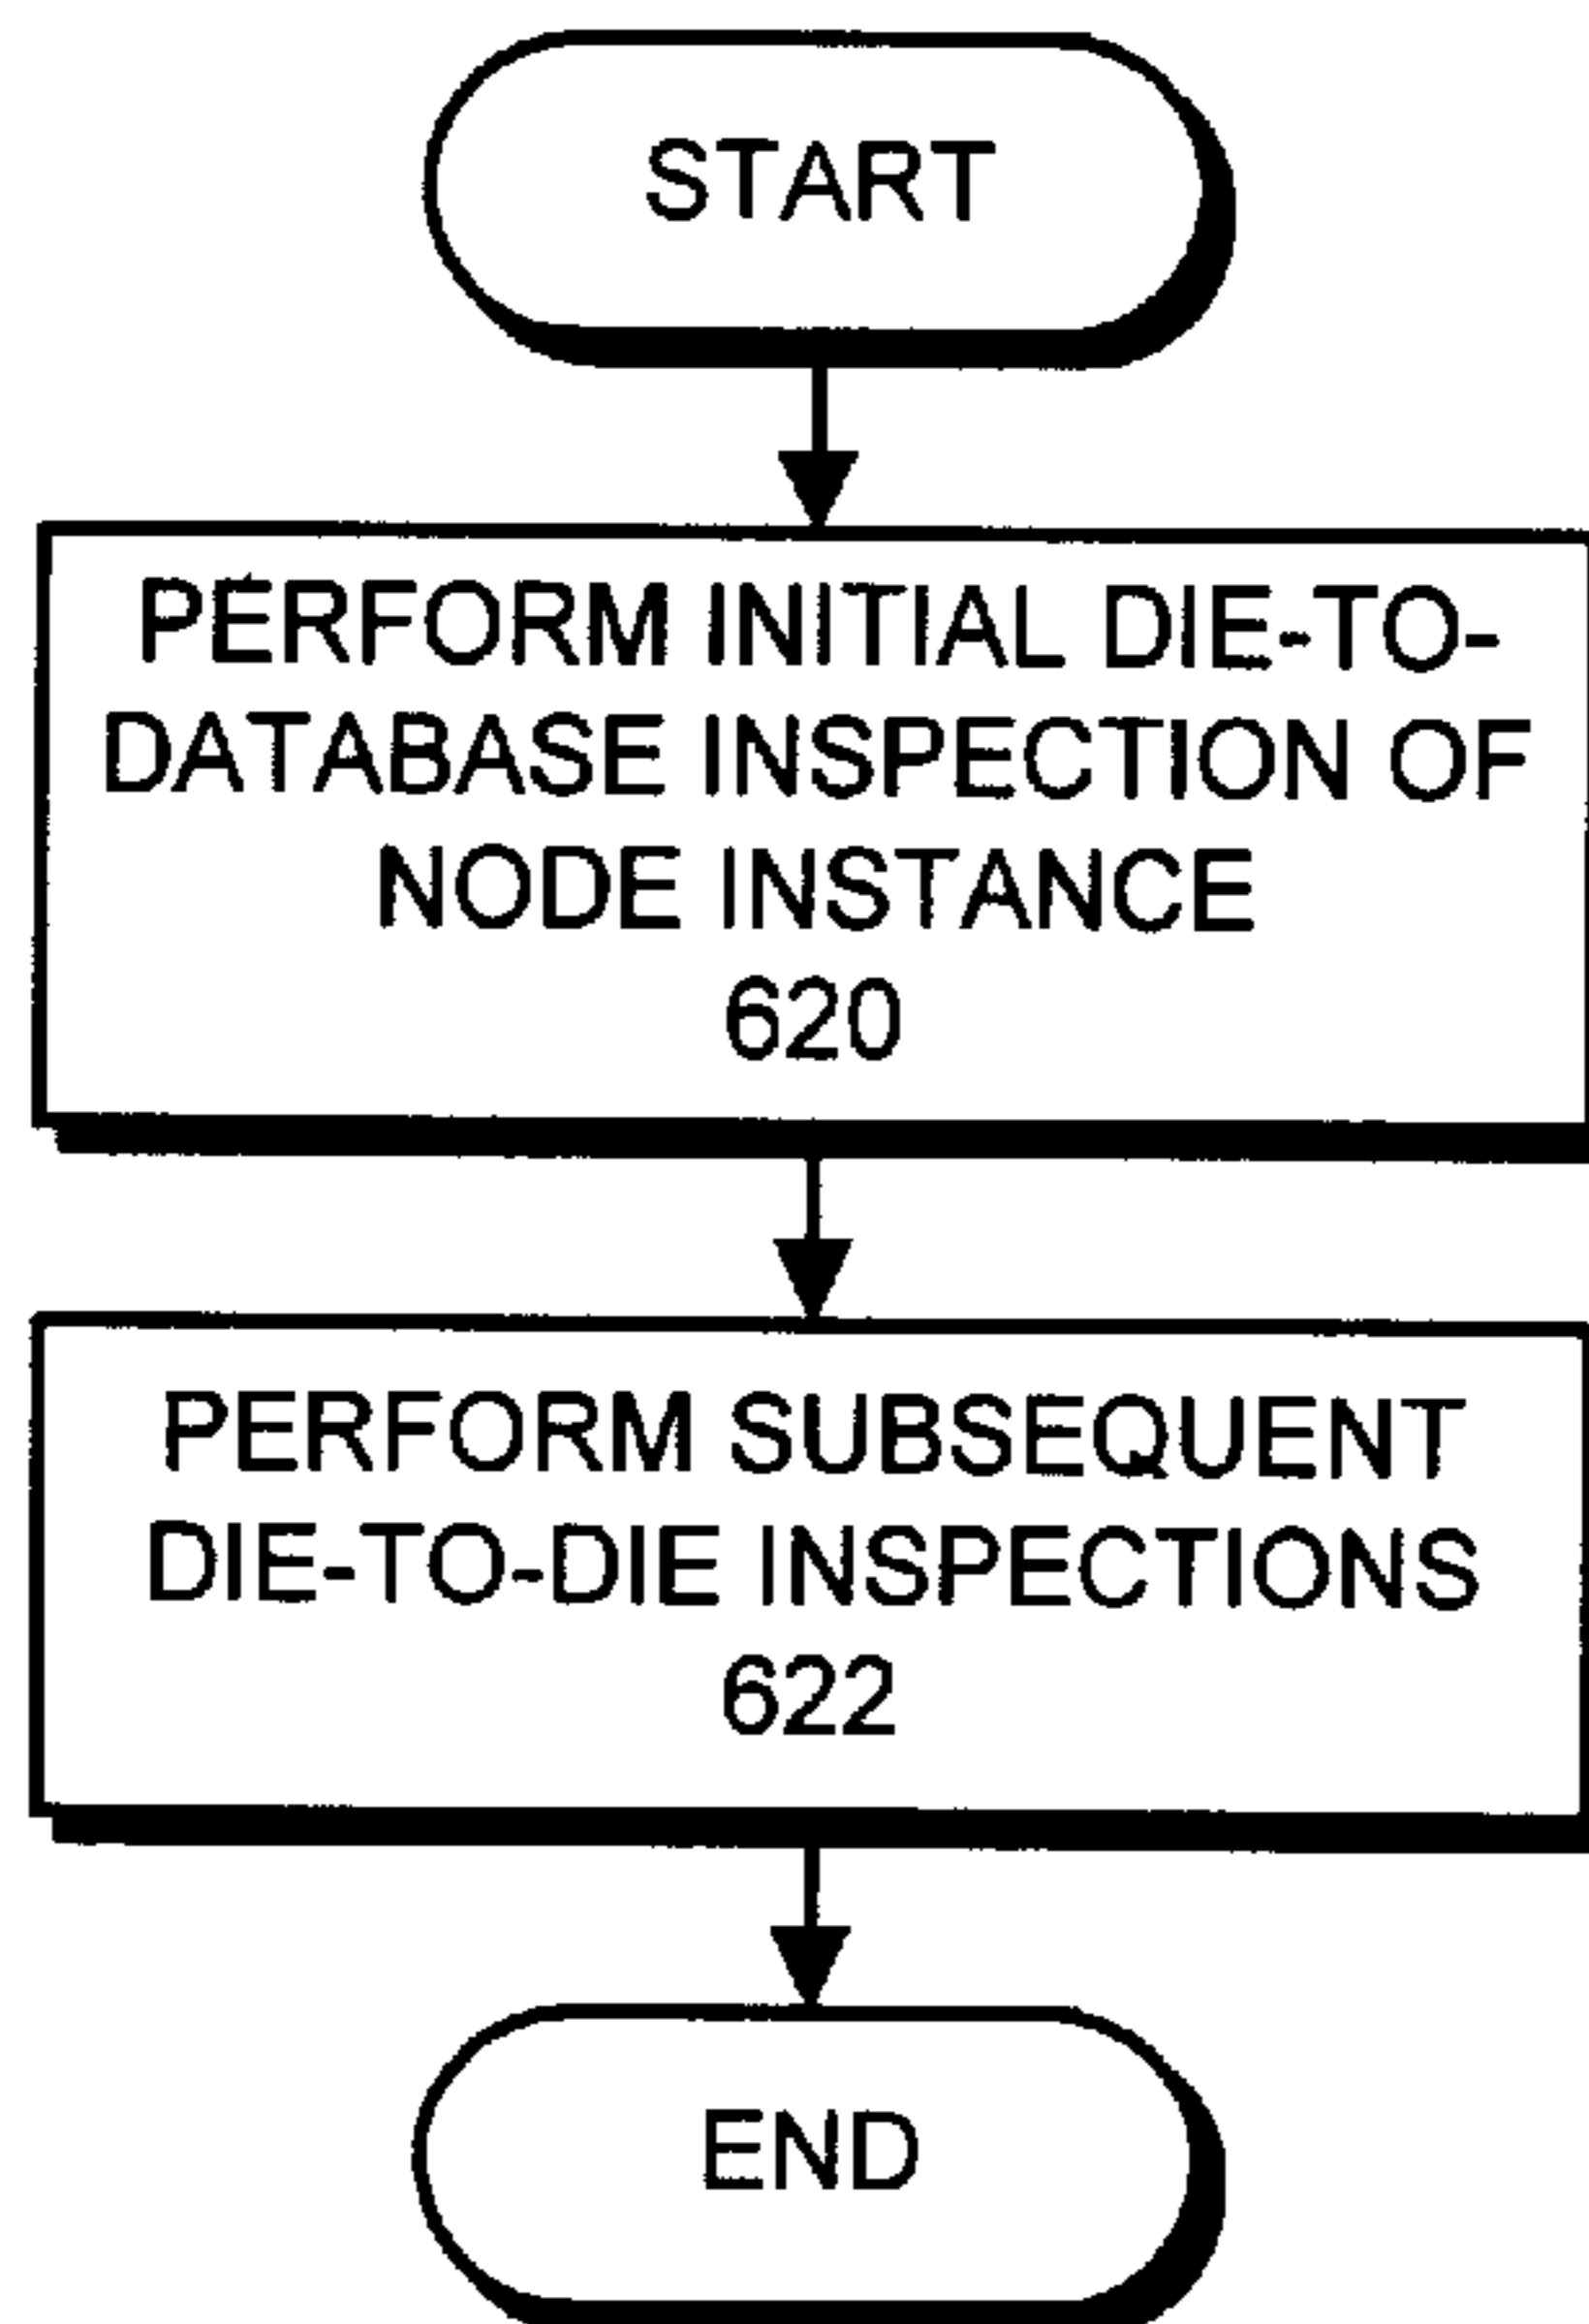 START
PERFORM INITIAL DIE-TO-
DATABASE INSPECTION OF
NODE INSTANCE
620
PERFORM SUBSEQUENT
DIE-TO-DIE INSPECTIONS
622
END